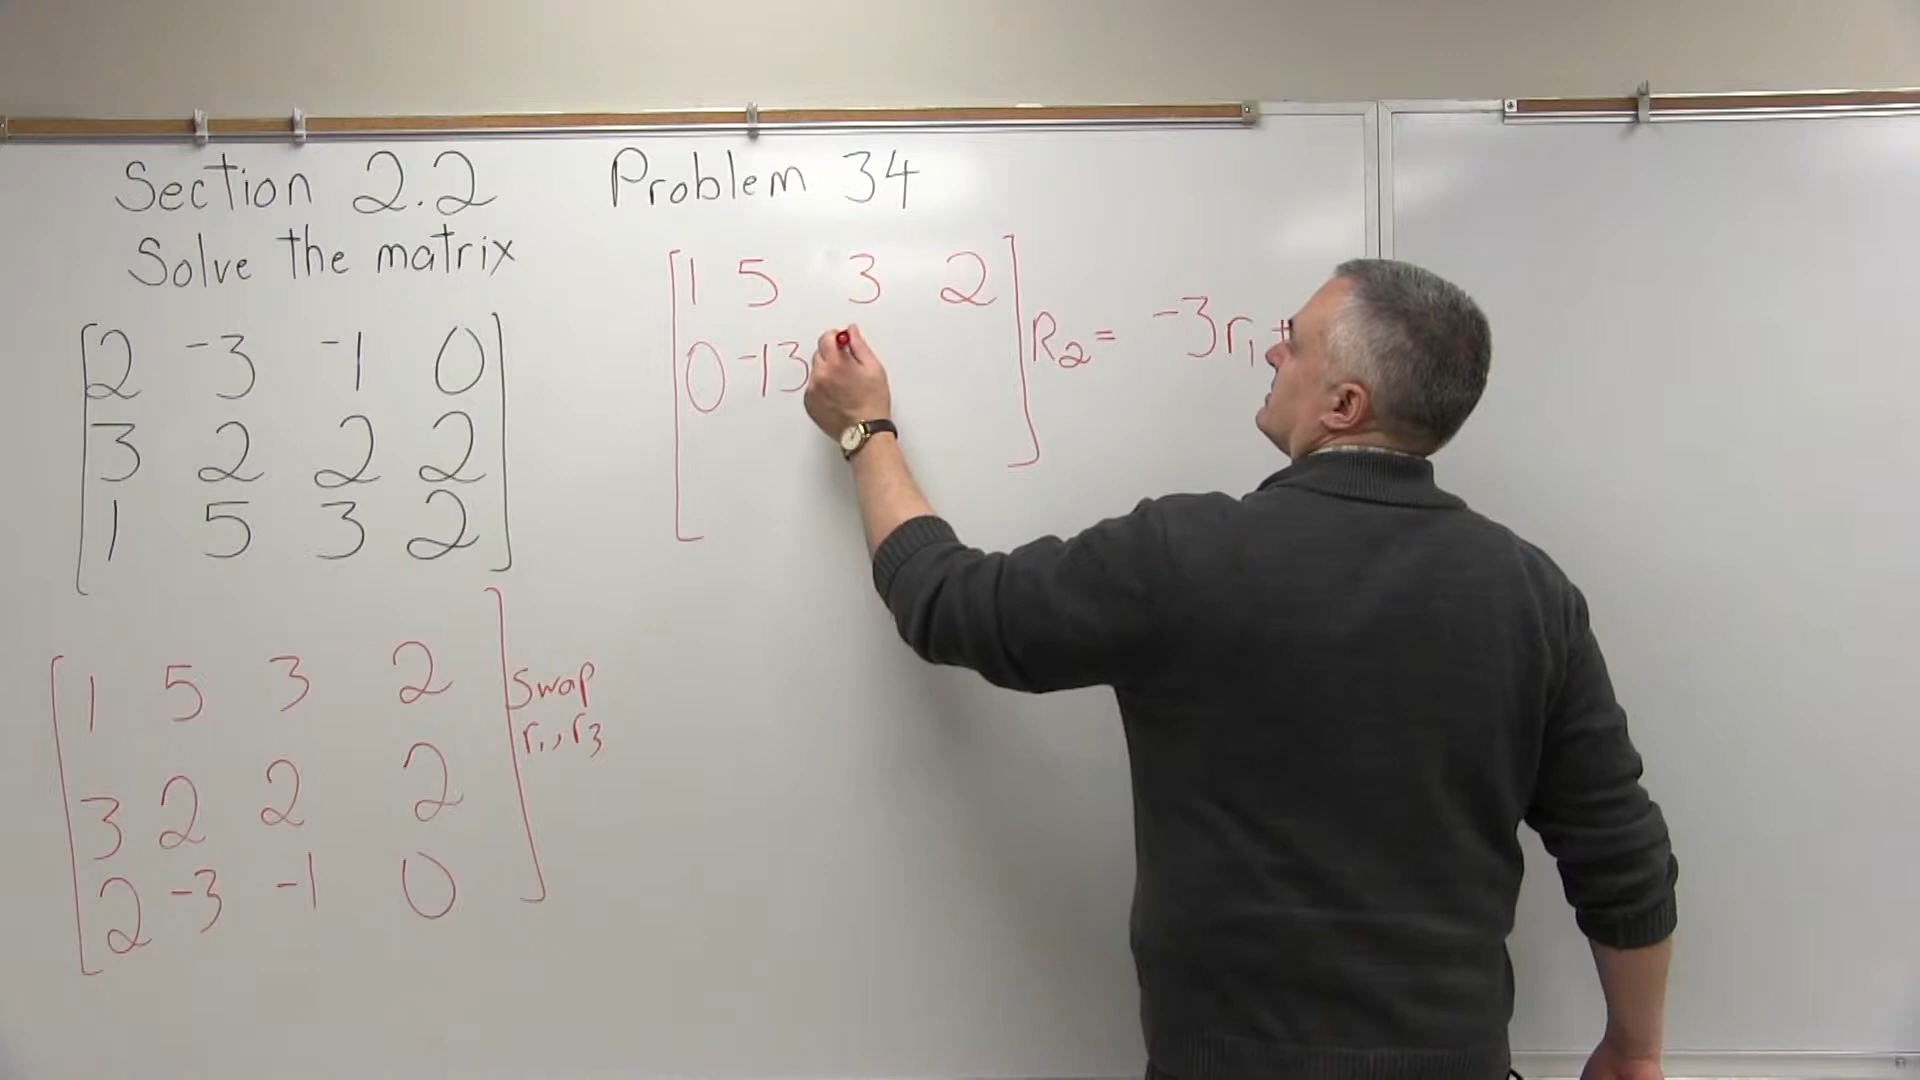 Section 2.2 Problem 34
Solve the matrix
2 -3 -1 0
3 2 2 2
1 5 3 2
1 5 3 2
3 2 2 2
2 -3 -1 0
swap
r1, r3
1 5 3 2
0 -13
R2 = -3r1 +